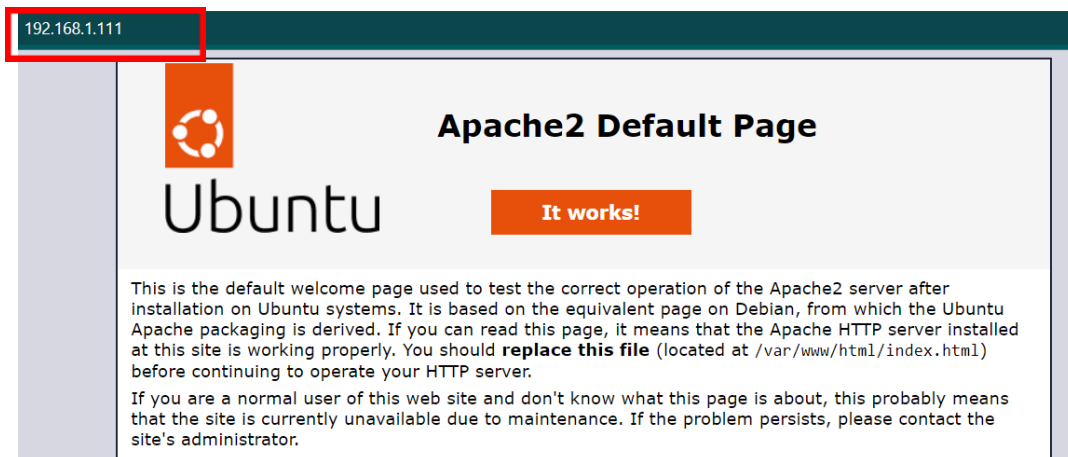 192.168.1.111
Apache2 Default Page
Ubuntu
It works!
This is the default welcome page used to test the correct operation of the Apache2 server after
installation on Ubuntu systems. It is based on the equivalent page on Debian, from which the Ubuntu
Apache packaging is derived. If you can read this page, it means that the Apache HTTP server installed
at this site is working properly. You should replace this file (located at /var/www/html/index.html)
before continuing to operate your HTTP server.
If you are a normal user of this web site and don't know what this page is about, this probably means
that the site is currently unavailable due to maintenance. If the problem persists, please contact the
site's administrator.